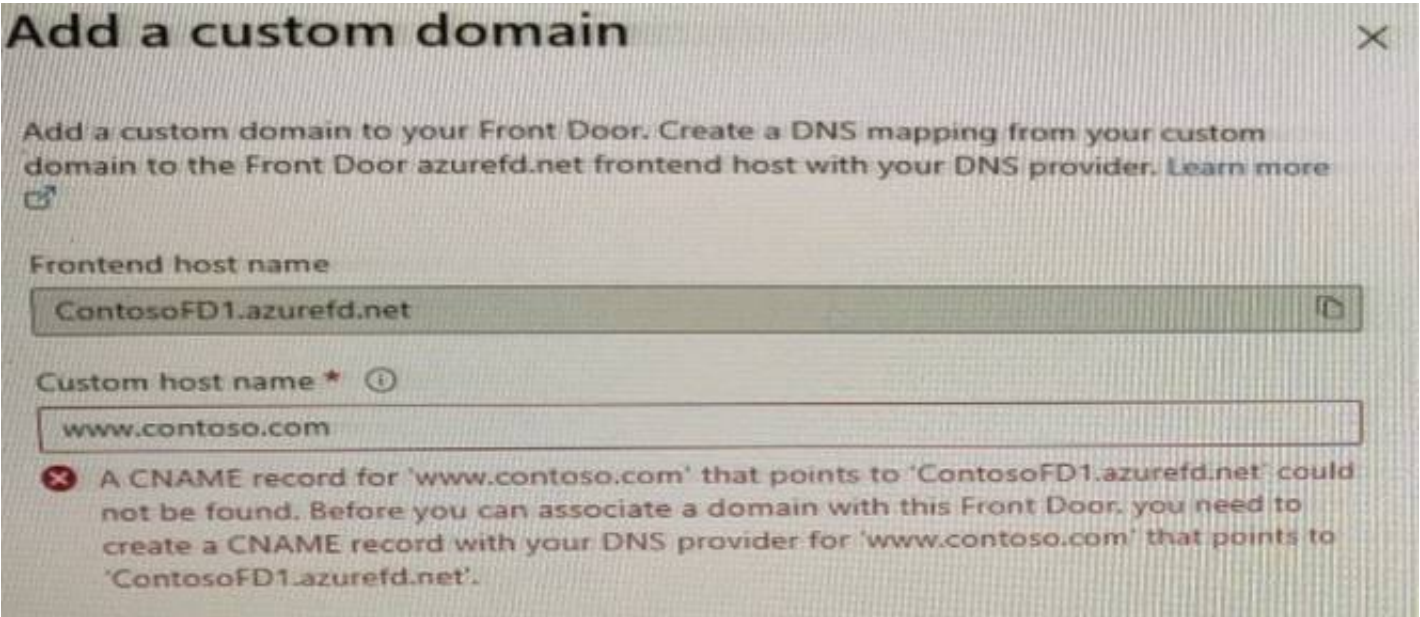 Add a custom domain
Add a custom domain to your Front Door. Create a DNS mapping from your custom
domain to the Front Door azurefd.net frontend host with your DNS provider. Learn more
Frontend host name
ContosoFD1.azurefd.net
Custom host name *
www.contoso.com
A CNAME record for 'www.contoso.com' that points to 'ContosoFD1.azurefd.net' could
not be found. Before you can associate a domain with this Front Door, you need to
create a CNAME record with your DNS provider for 'www.contoso.com' that points to
'ContosoFD1.azurefd.net'.